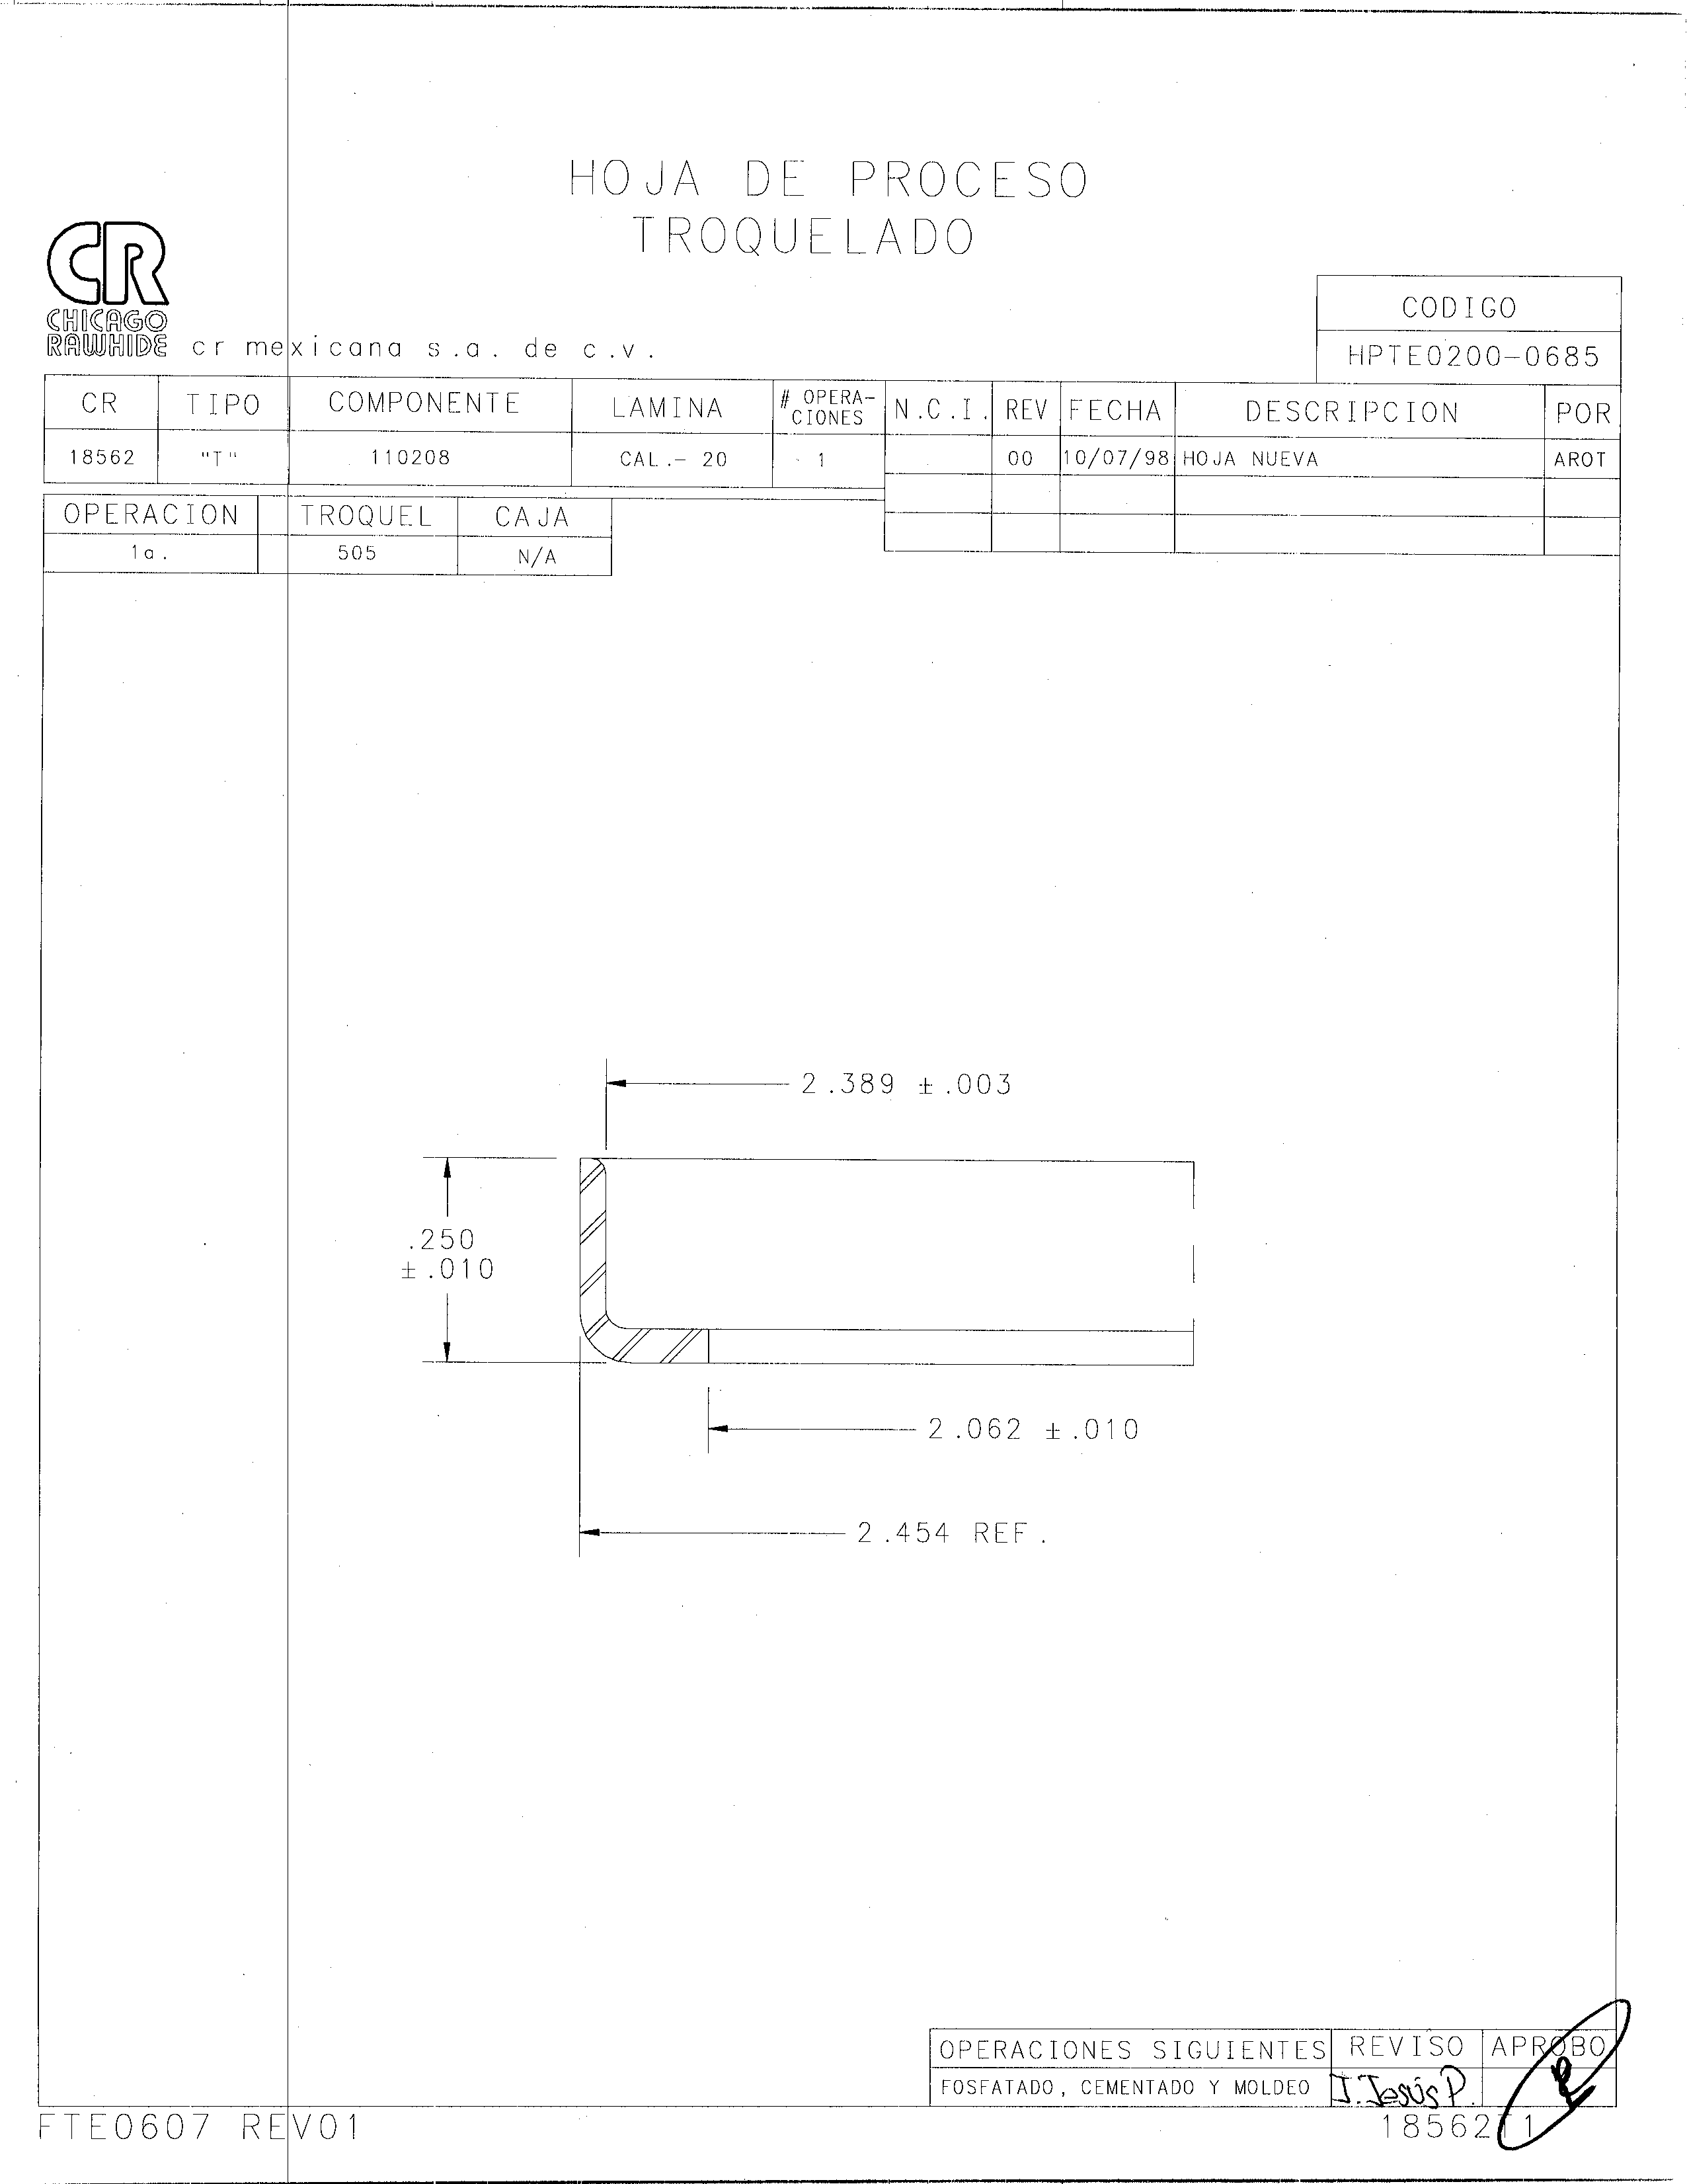 HOJA DE PROCESO
TROQUELADO
CR
CHICAGO
RAWHIDE
cr mexicana s.a. de c.v.
CODIGO
HPTE0200-0685
CR TIPO COMPONENTE LAMINA # OPERA-CIONES N.C.I. REV FECHA DESCRIPCION POR
18562 "T" 110208 CAL.- 20 1 00 10/07/98 HOJA NUEVA AROT
OPERACION TROQUEL CAJA
1a. 505 N/A
2.389 ±.003
.250
±.010
2.062 ±.010
2.454 REF.
OPERACIONES SIGUIENTES REVISO APROBO
FOSFATADO, CEMENTADO Y MOLDEO J. Jesús P.
FTE0607 REV01
18562T1